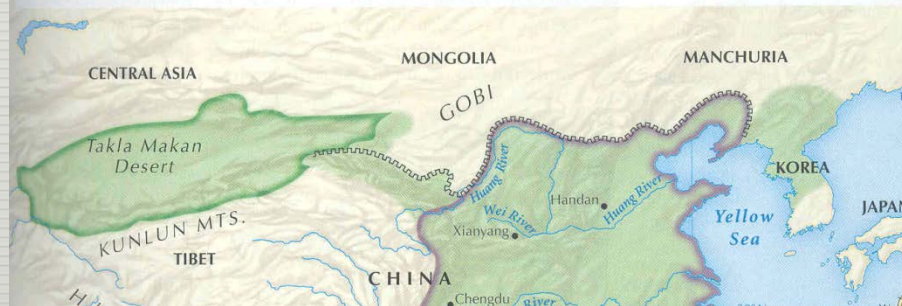 MONGOLIA
MANCHURIA
CENTRAL ASIA
GOBI
Takla Makan
Desert
Huang River
KOREA
Handan
Huang River
Wei River
JAPAN
KUNLUN MTS.
Xianyang
Yellow
Sea
TIBET
CHINA
Chengdu
River